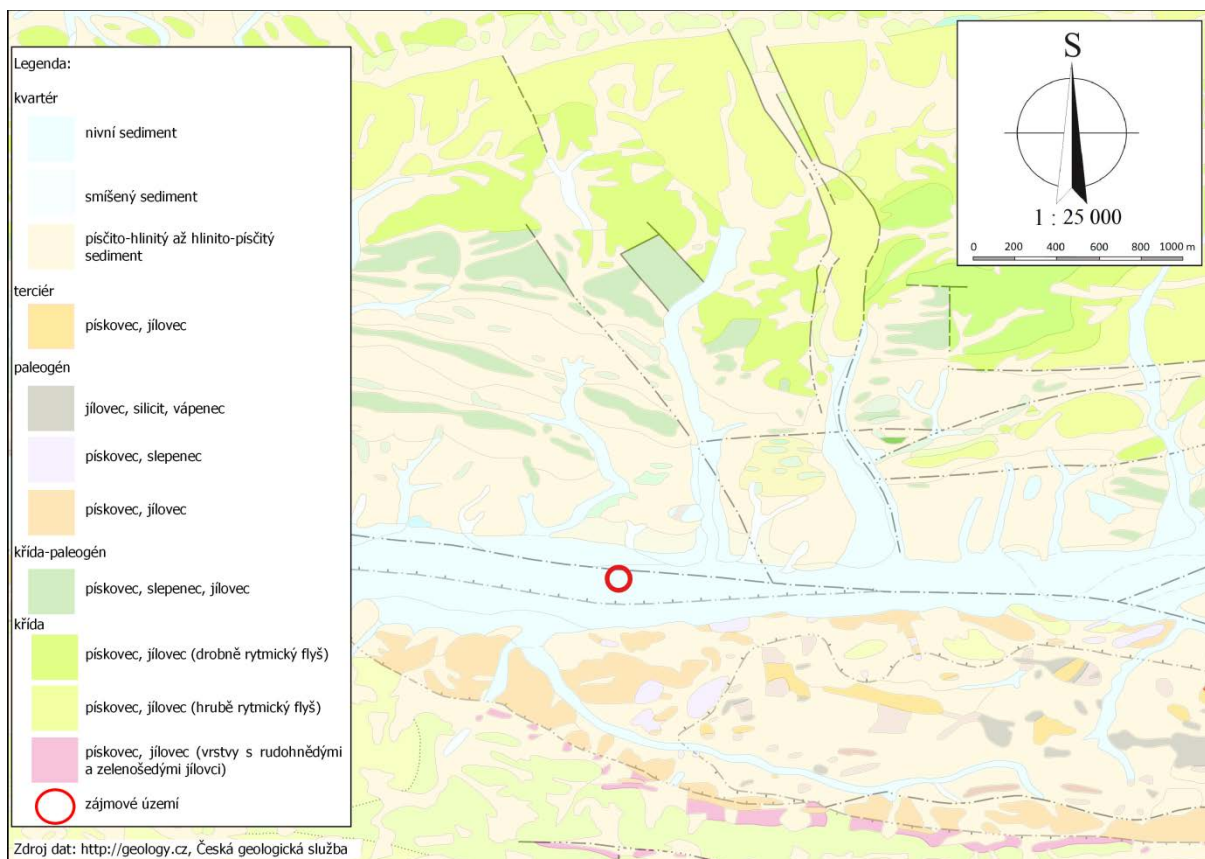 Legenda:
kvartér
nivní sediment
smíšený sediment
písčito-hlinitý až hlinito-písčitý
sediment
terciér
pískovec, jílovec
paleogén
jílovec, silicit, vápenec
pískovec, slepenec
pískovec, jílovec
křída-paleogén
pískovec, slepenec, jílovec
křída
pískovec, jílovec (drobně rytmický flyš)
pískovec, jílovec (hrubě rytmický flyš)
pískovec, jílovec (vrstvy s rudohnědými
a zelenošedými jílovci)
zájmové území
Zdroj dat: http://geology.cz, Česká geologická služba
S
1 : 25 000
0 200 400 600 800 1000 m